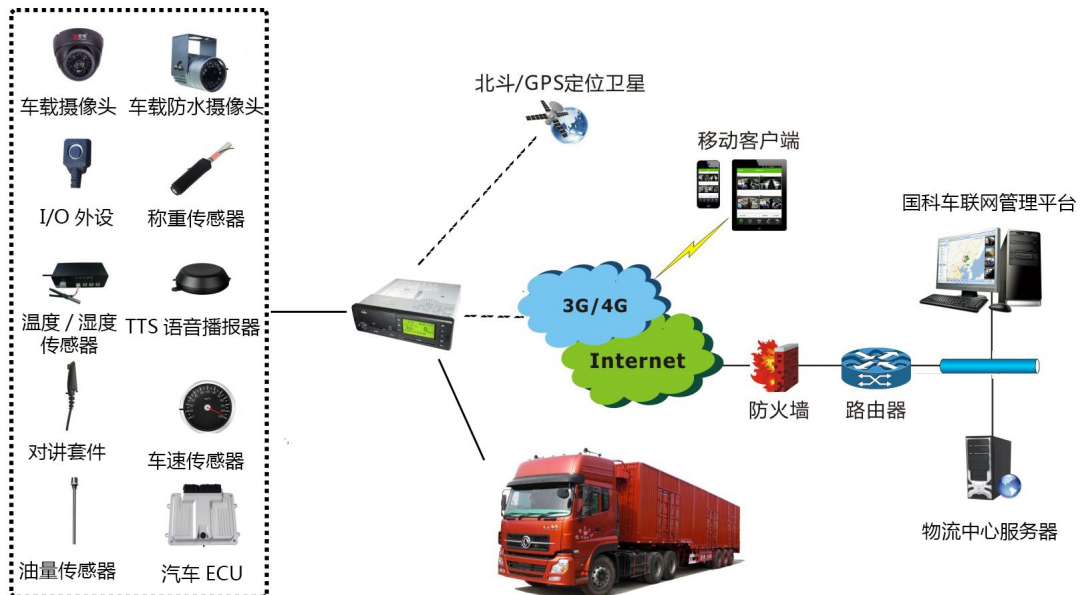 车载摄像头
车载防水摄像头
I/O 外设
称重传感器
温度 / 湿度
传感器
TTS 语音播报器
对讲套件
车速传感器
油量传感器
汽车 ECU
北斗/GPS定位卫星
移动客户端
3G/4G
Internet
防火墙
路由器
国科车联网管理平台
物流中心服务器